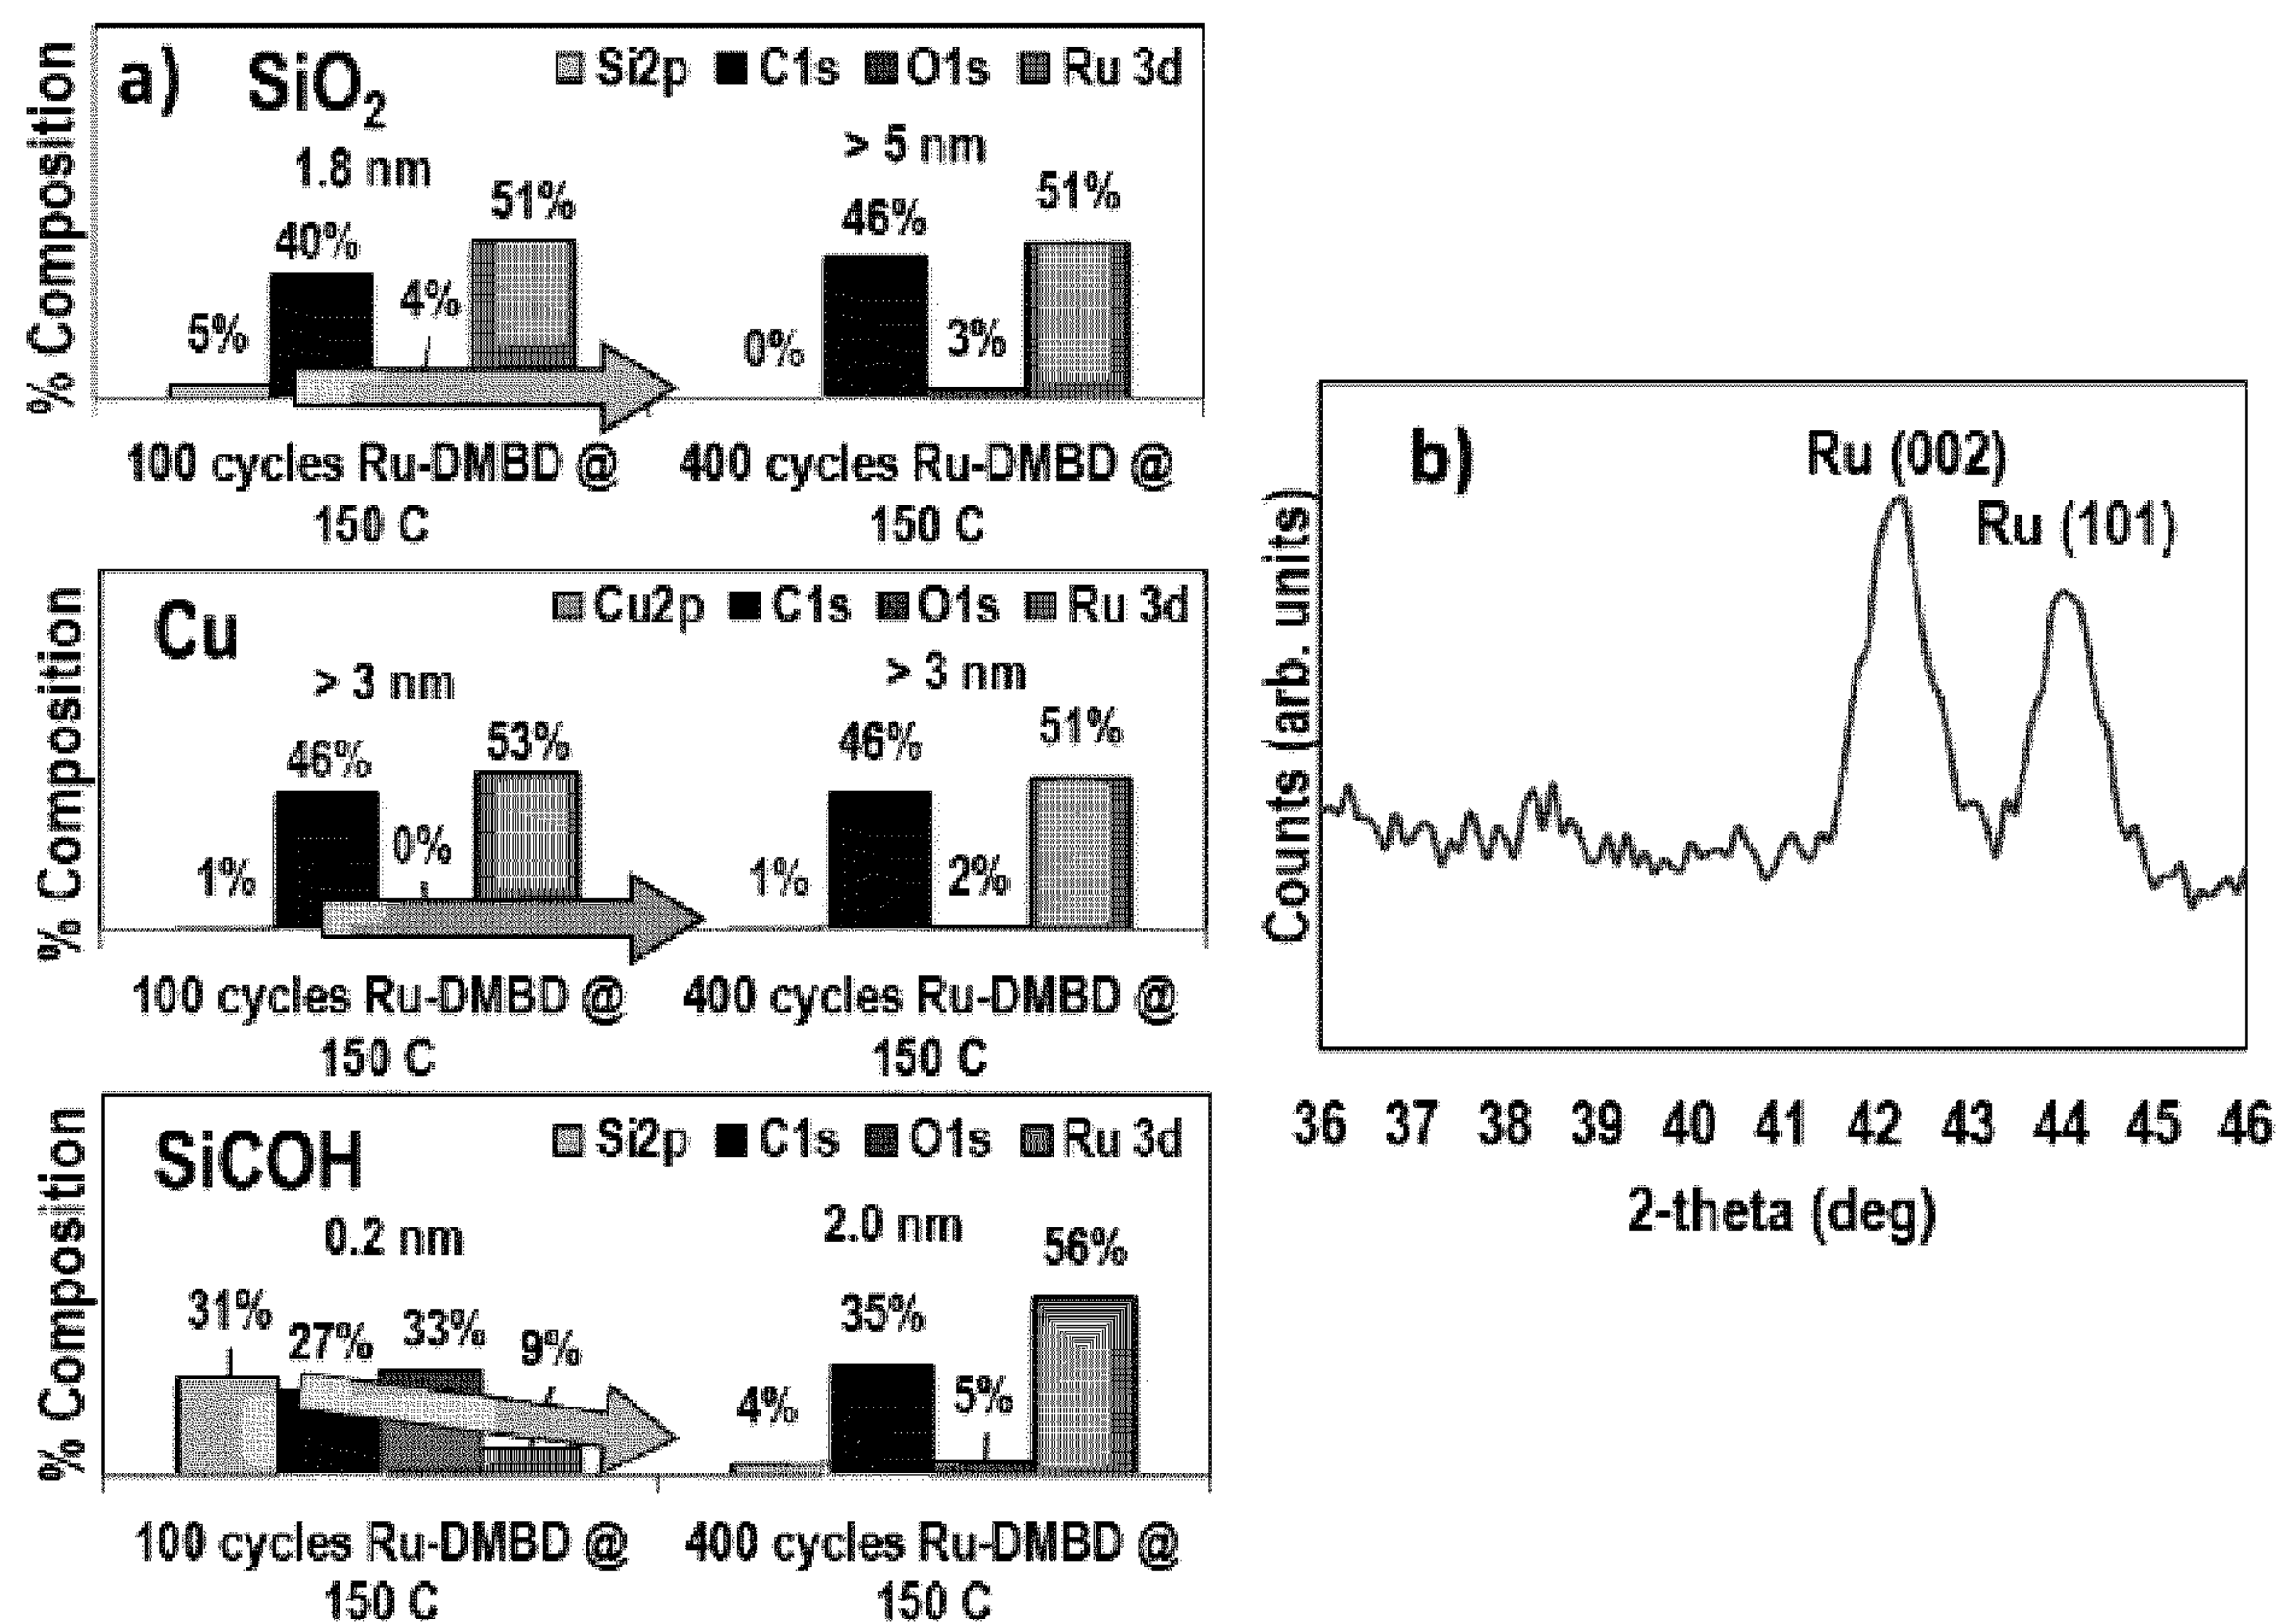 a) SiO2
Si2p C1s O1s Ru 3d
% Composition
1.8 nm
> 5 nm
5%
40%
4%
51%
0%
46%
3%
51%
100 cycles Ru-DMBD @ 150 C
400 cycles Ru-DMBD @ 150 C
Cu
Cu2p C1s O1s Ru 3d
% Composition
> 3 nm
> 3 nm
1%
46%
0%
53%
1%
46%
2%
51%
100 cycles Ru-DMBD @ 150 C
400 cycles Ru-DMBD @ 150 C
SiCOH
Si2p C1s O1s Ru 3d
% Composition
0.2 nm
2.0 nm
31%
27%
33%
9%
4%
35%
5%
56%
100 cycles Ru-DMBD @ 150 C
400 cycles Ru-DMBD @ 150 C
b)
Ru (002)
Ru (101)
Counts (arb. units)
36 37 38 39 40 41 42 43 44 45 46
2-theta (deg)